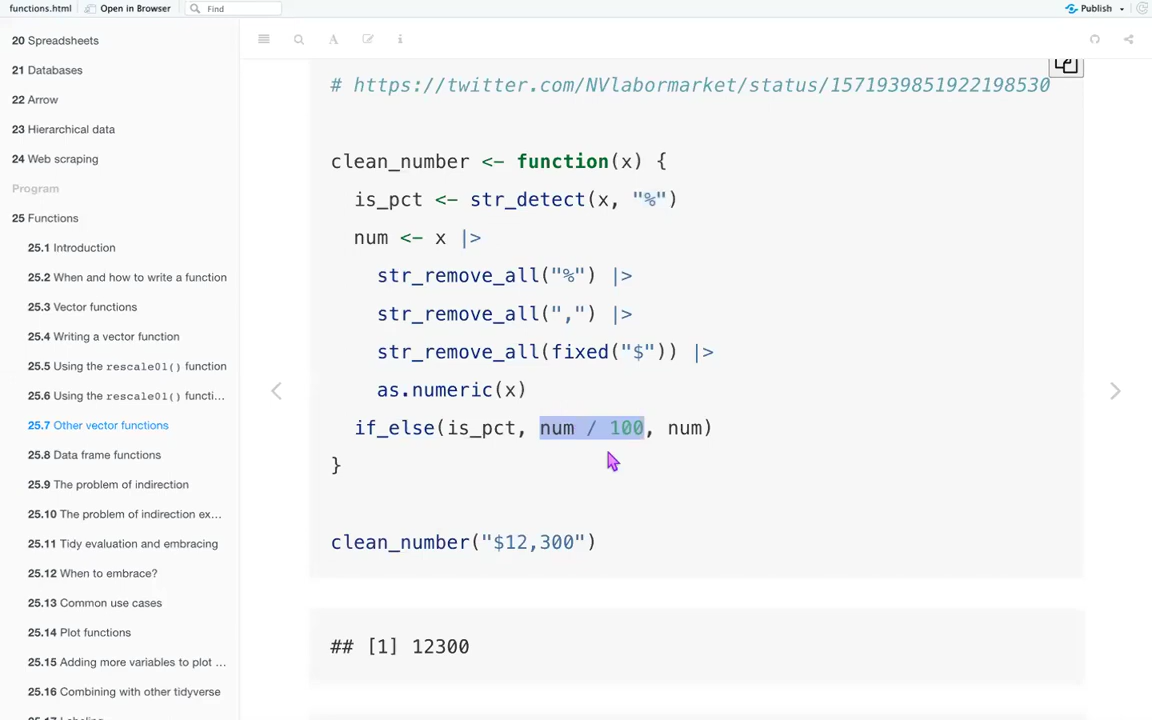 functions.html Open in Browser Find Publish
20 Spreadsheets
21 Databases
22 Arrow
23 Hierarchical data
24 Web scraping
Program
25 Functions
25.1 Introduction
25.2 When and how to write a function
25.3 Vector functions
25.4 Writing a vector function
25.5 Using the rescale01() function
25.6 Using the rescale01() functi...
25.7 Other vector functions
25.8 Data frame functions
25.9 The problem of indirection
25.10 The problem of indirection ex...
25.11 Tidy evaluation and embracing
25.12 When to embrace?
25.13 Common use cases
25.14 Plot functions
25.15 Adding more variables to plot ...
25.16 Combining with other tidyverse
25.17 Labeling
A
i
# https://twitter.com/NVlabormarket/status/1571939851922198530
clean_number <- function(x) {
is_pct <- str_detect(x, "%")
num <- x |>
str_remove_all("%") |>
str_remove_all(",") |>
str_remove_all(fixed("$")) |>
as.numeric(x)
if_else(is_pct, num / 100, num)
}
clean_number("$12,300")
## [1] 12300